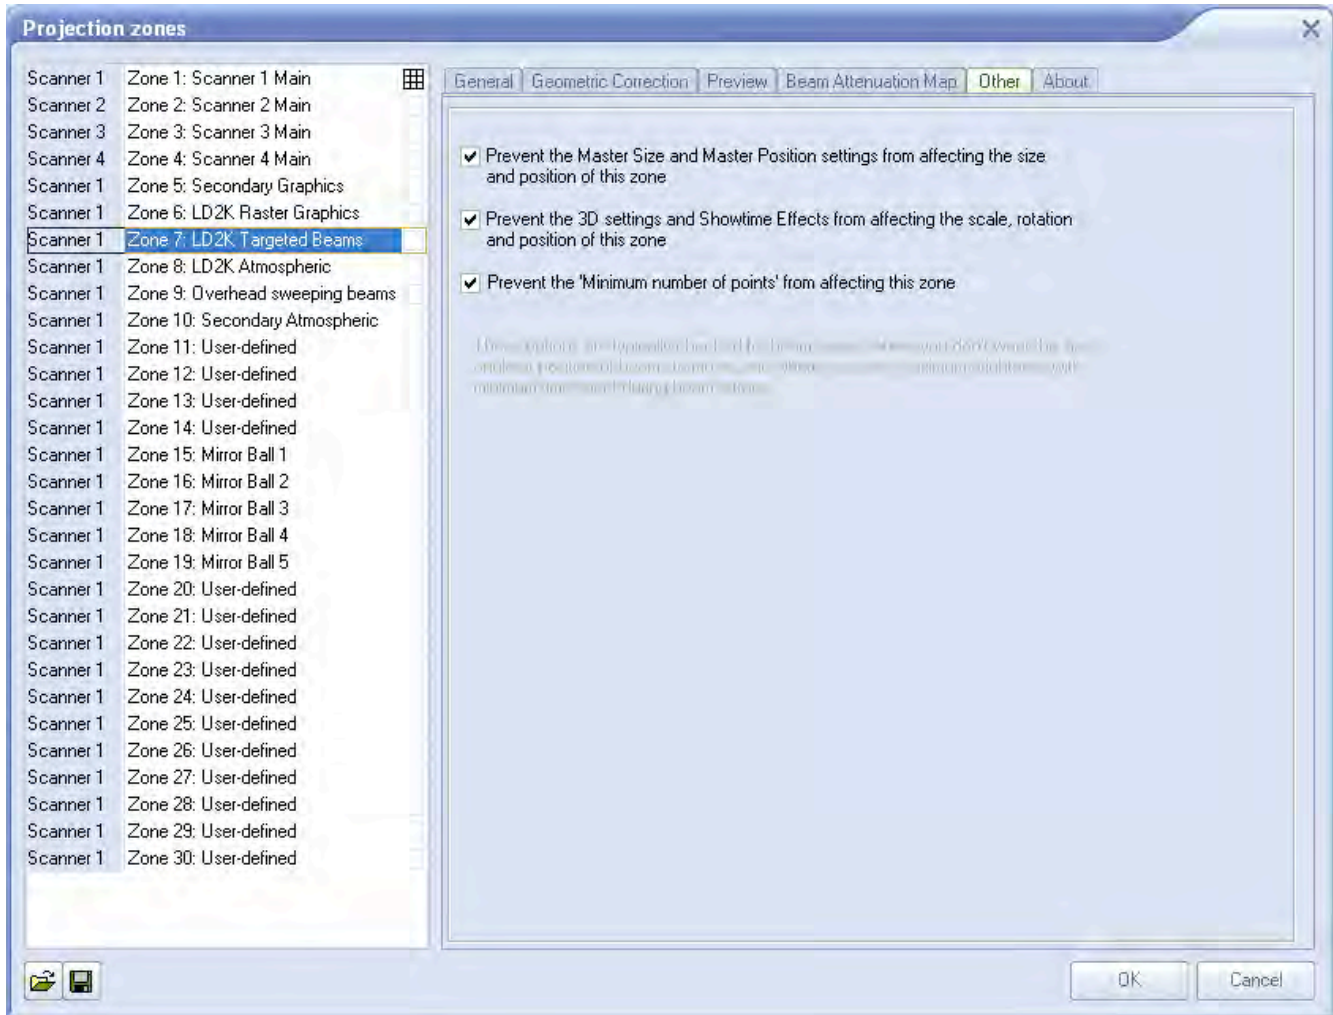 Projection zones
Scanner 1 Zone 1: Scanner 1 Main
Scanner 2 Zone 2: Scanner 2 Main
Scanner 3 Zone 3: Scanner 3 Main
Scanner 4 Zone 4: Scanner 4 Main
Scanner 1 Zone 5: Secondary Graphics
Scanner 1 Zone 6: LD2K Raster Graphics
Scanner 1 Zone 7: LD2K Targeted Beams
Scanner 1 Zone 8: LD2K Atmospheric
Scanner 1 Zone 9: Overhead sweeping beams
Scanner 1 Zone 10: Secondary Atmospheric
Scanner 1 Zone 11: User-defined
Scanner 1 Zone 12: User-defined
Scanner 1 Zone 13: User-defined
Scanner 1 Zone 14: User-defined
Scanner 1 Zone 15: Mirror Ball 1
Scanner 1 Zone 16: Mirror Ball 2
Scanner 1 Zone 17: Mirror Ball 3
Scanner 1 Zone 18: Mirror Ball 4
Scanner 1 Zone 19: Mirror Ball 5
Scanner 1 Zone 20: User-defined
Scanner 1 Zone 21: User-defined
Scanner 1 Zone 22: User-defined
Scanner 1 Zone 23: User-defined
Scanner 1 Zone 24: User-defined
Scanner 1 Zone 25: User-defined
Scanner 1 Zone 26: User-defined
Scanner 1 Zone 27: User-defined
Scanner 1 Zone 28: User-defined
Scanner 1 Zone 29: User-defined
Scanner 1 Zone 30: User-defined
General Geometric Correction Preview Beam Attenuation Map Other About
Prevent the Master Size and Master Position settings from affecting the size
and position of this zone
Prevent the 3D settings and Showtime Effects from affecting the scale, rotation
and position of this zone
Prevent the 'Minimum number of points' from affecting this zone
OK Cancel